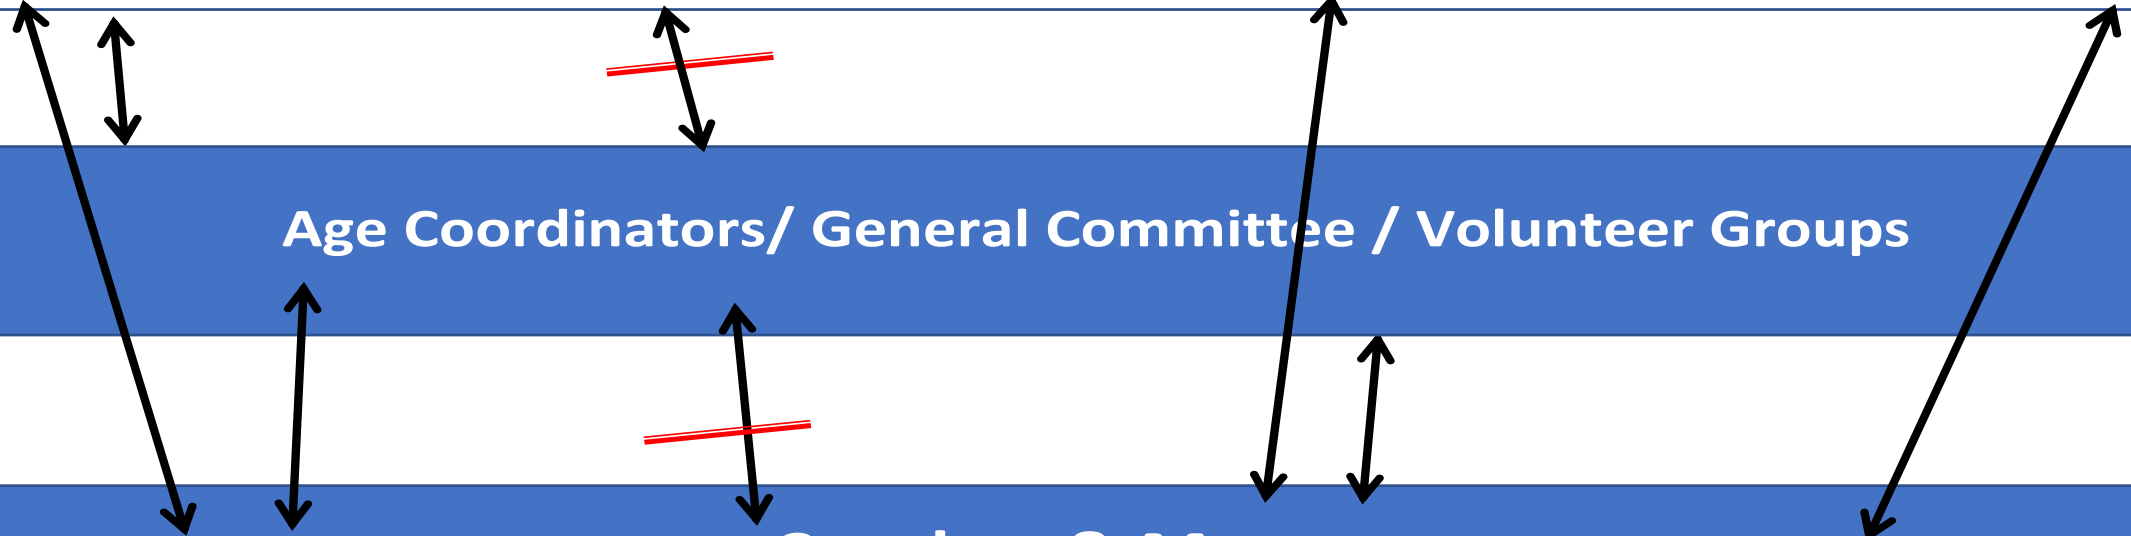 Age Coordinators/ General Committee / Volunteer Groups